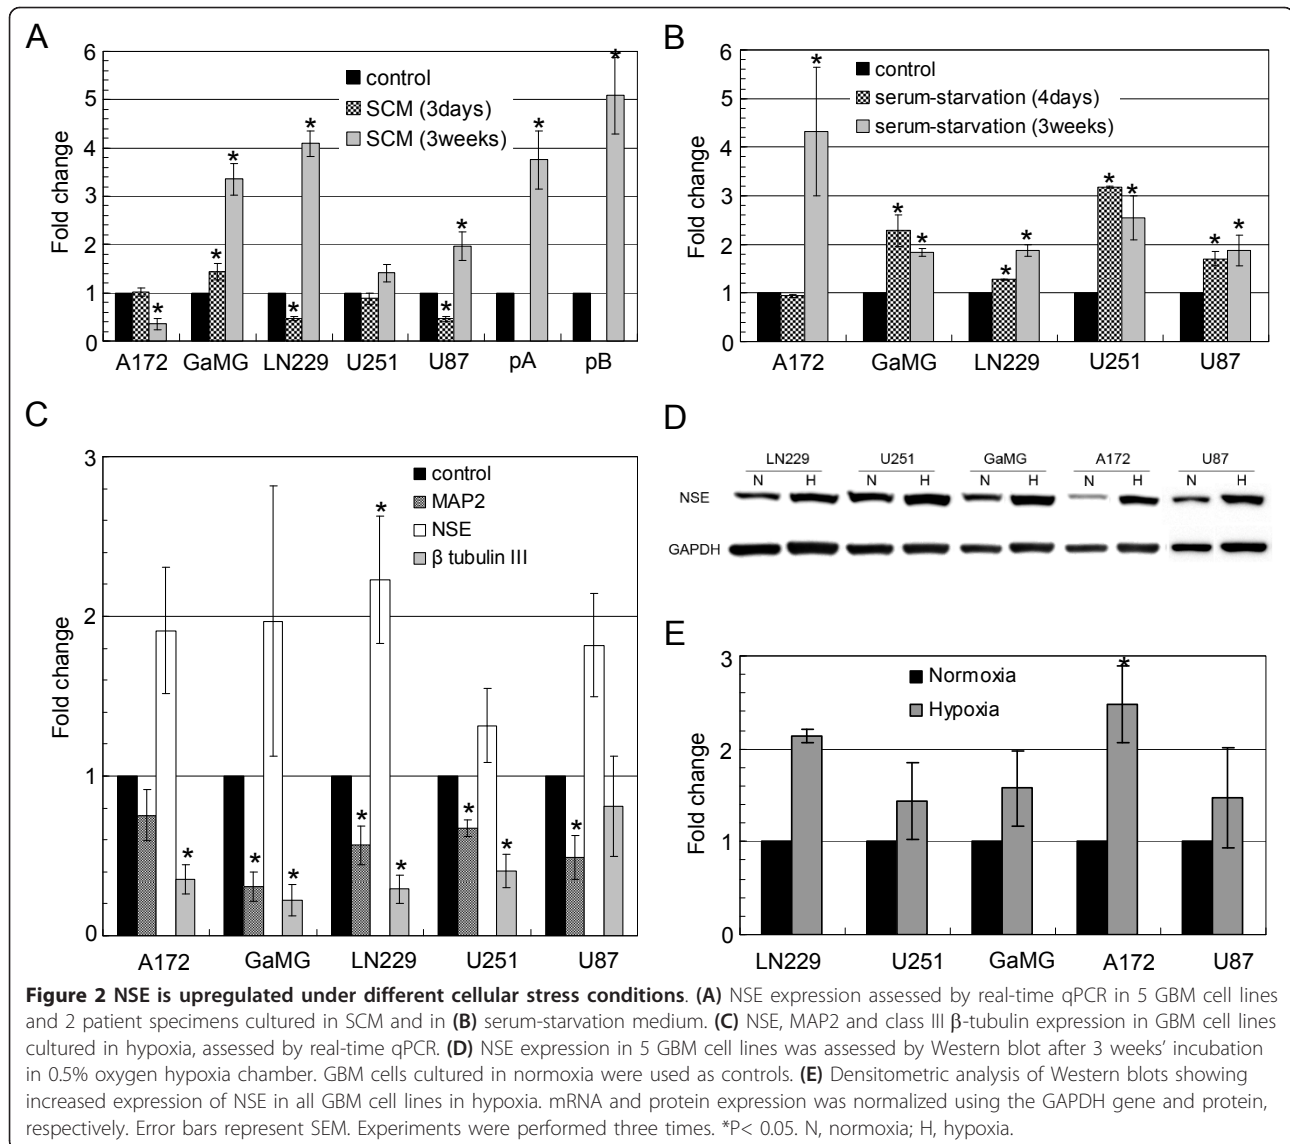 A
Fold change
6
5
4
3
2
1
0
control
SCM (3days)
SCM (3weeks)
*
*
*
*
*
*
*
*
*
A172 GaMG LN229 U251 U87 pA pB
B
Fold change
6
5
4
3
2
1
0
control
serum-starvation (4days)
serum-starvation (3weeks)
*
*
*
*
*
*
*
*
*
A172 GaMG LN229 U251 U87
C
Fold change
3
2
1
0
control
MAP2
NSE
β tubulin III
*
*
*
*
*
*
*
*
*
A172 GaMG LN229 U251 U87
D
LN229 U251 GaMG A172 U87
N H N H N H N H N H
NSE
GAPDH
E
Fold change
3
2
1
0
Normoxia
Hypoxia
*
LN229 U251 GaMG A172 U87
Figure 2 NSE is upregulated under different cellular stress conditions. (A) NSE expression assessed by real-time qPCR in 5 GBM cell lines
and 2 patient specimens cultured in SCM and in (B) serum-starvation medium. (C) NSE, MAP2 and class III β-tubulin expression in GBM cell lines
cultured in hypoxia, assessed by real-time qPCR. (D) NSE expression in 5 GBM cell lines was assessed by Western blot after 3 weeks' incubation
in 0.5% oxygen hypoxia chamber. GBM cells cultured in normoxia were used as controls. (E) Densitometric analysis of Western blots showing
increased expression of NSE in all GBM cell lines in hypoxia. mRNA and protein expression was normalized using the GAPDH gene and protein,
respectively. Error bars represent SEM. Experiments were performed three times. *P< 0.05. N, normoxia; H, hypoxia.